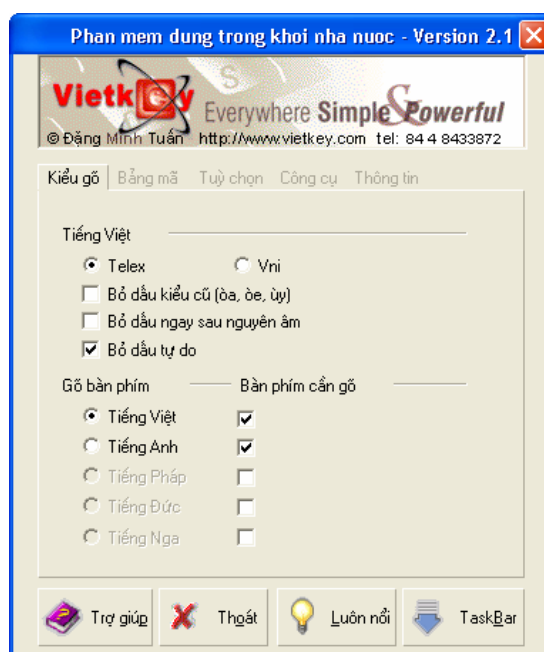 Phan mem dung trong khoi nha nuoc - Version 2.1
Vietkey
Everywhere Simple & Powerful
© Đặng Minh Tuấn http://www.vietkey.com tel: 84 4 8433872
Kiểu gõ Bảng mã Tuỳ chọn Công cụ Thông tin
Tiếng Việt
Telex Vni
Bỏ dấu kiểu cũ (òa, òe, ùy)
Bỏ dấu ngay sau nguyên âm
Bỏ dấu tự do
Gõ bàn phím Bàn phím cần gõ
Tiếng Việt
Tiếng Anh
Tiếng Pháp
Tiếng Đức
Tiếng Nga
Trợ giúp Thoát Luôn nổi TaskBar